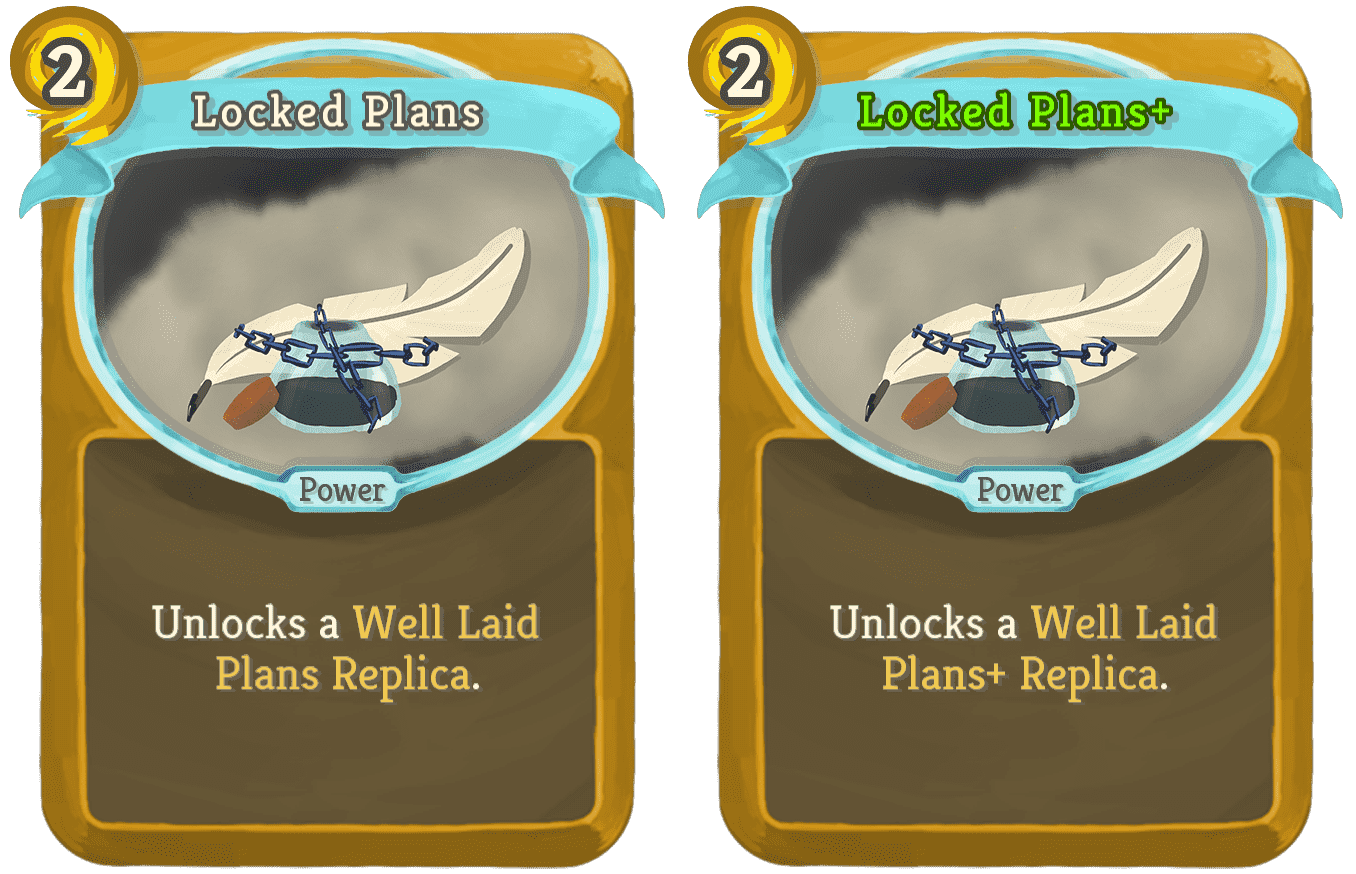 2
Locked Plans
Power
Unlocks a Well Laid
Plans Replica.
2
Locked Plans+
Power
Unlocks a Well Laid
Plans+ Replica.